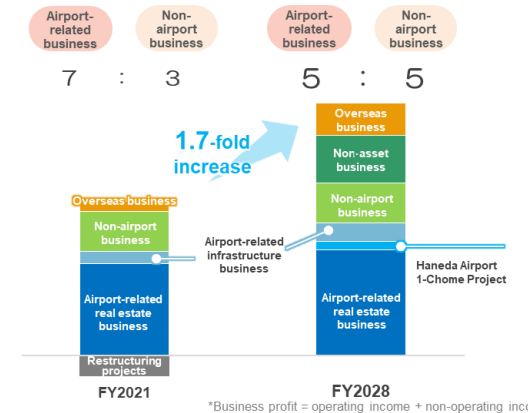 Airport-
related
business
Non-
airport
business
Airport-
related
business
Non-
airport
business
7 : 3
5 : 5
1.7-fold
increase
Overseas
business
Non-asset
business
Non-airport
business
Airport-related
real estate
business
Overseas business
Non-airport
business
Airport-related
real estate
business
Restructuring
projects
Airport-related
infrastructure
business
Haneda Airport
1-Chome Project
FY2021
FY2028
*Business profit = operating income + non-operating inco